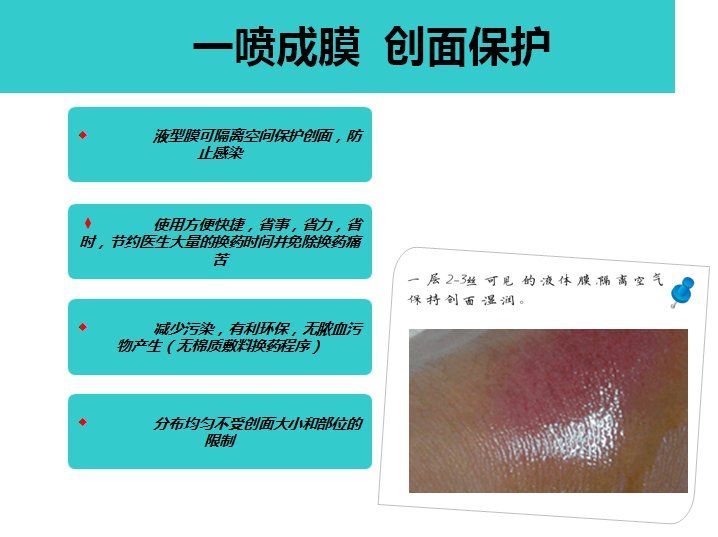 一喷成膜 创面保护
液型膜可隔离空间保护创面，防
止感染
使用方便快捷，省事，省力，省
时，节约医生大量的换药时间并免除换药痛
苦
减少污染，有利环保，无脓血污
物产生（无棉质敷料换药程序）
分布均匀不受创面大小和部位的
限制
一层2-3丝可见的液体膜隔离空气
保持创面湿润。